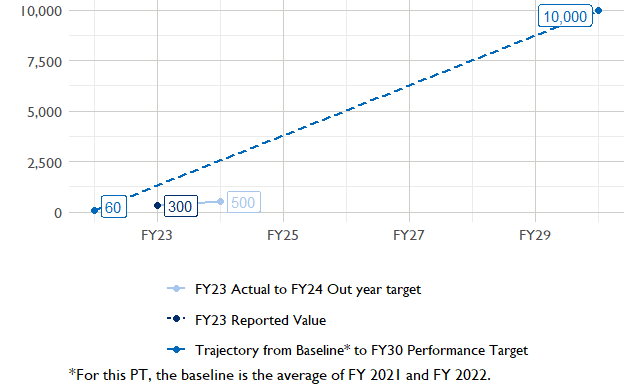 10,000
10,000
7,500
5,000
2,500
60
300
500
0
FY23 FY25 FY27 FY29
FY23 Actual to FY24 Out year target
FY23 Reported Value
Trajectory from Baseline* to FY30 Performance Target
*For this PT, the baseline is the average of FY 2021 and FY 2022.